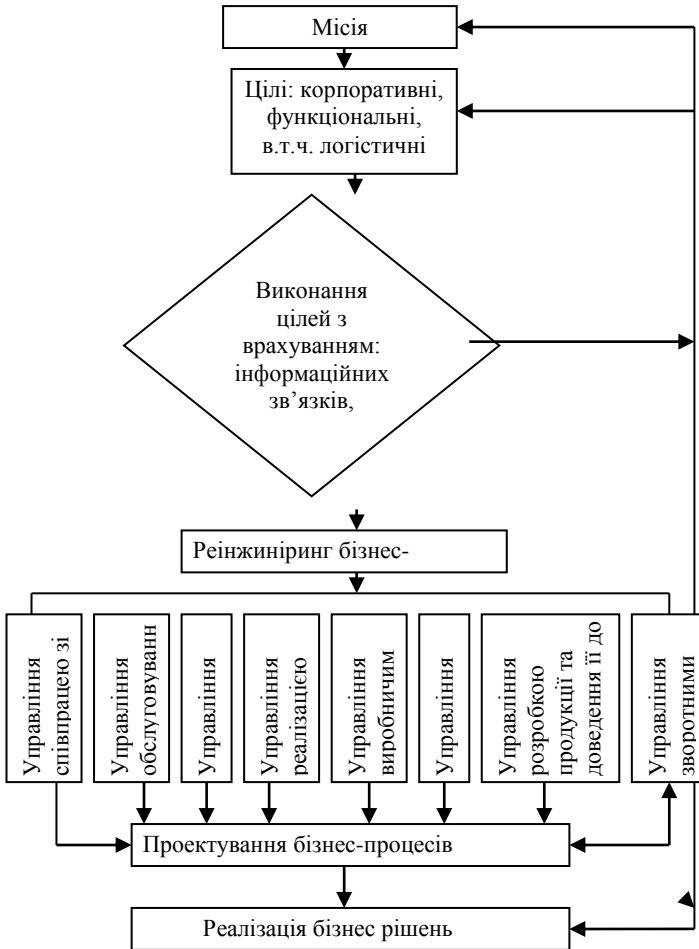 Місія
Цілі: корпоративні,
функціональні,
в.т.ч. логістичні
Виконання
цілей з
врахуванням:
інформаційних
зв’язків,
Реінжиніринг бізнес-
Управління
співпрацею зі
Управління
обслуговуванн
Управління
Управління
реалізацією
Управління
виробничим
Управління
Управління
розробкою
продукції та
доведення її до
Управління
зворотними
Проектування бізнес-процесів
Реалізація бізнес рішень